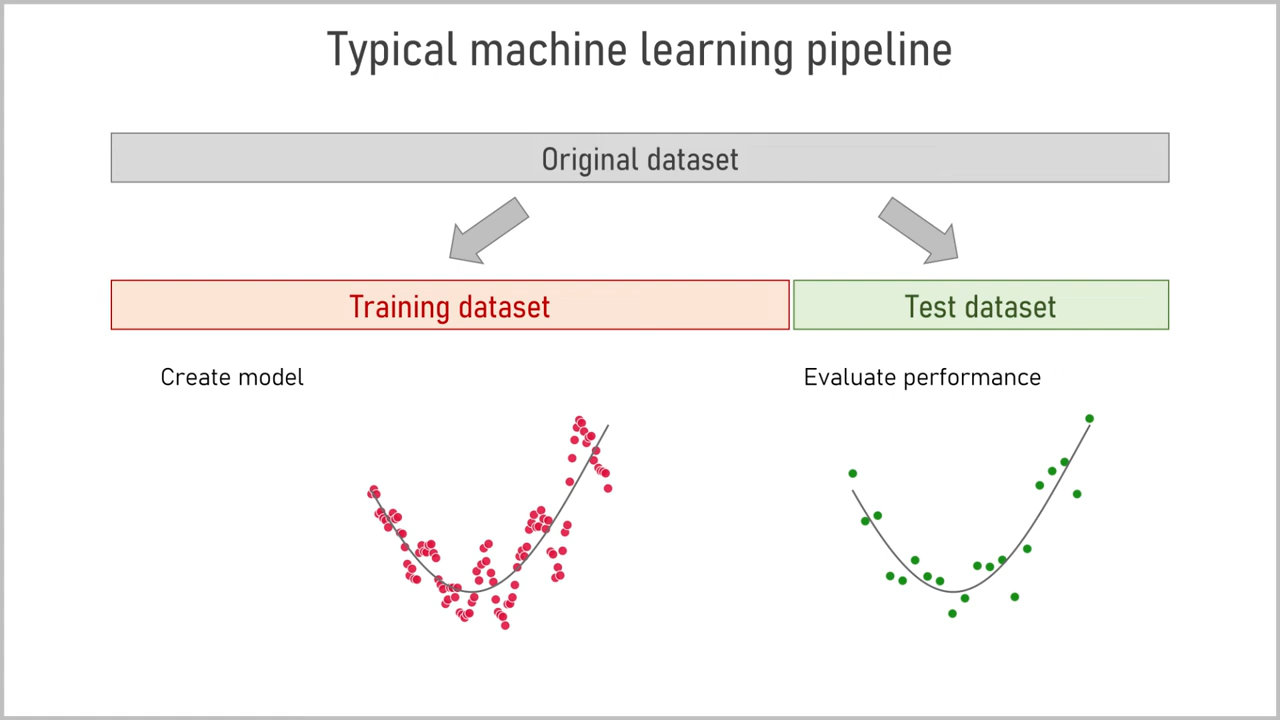 Typical machine learning pipeline
Original dataset
Training dataset
Test dataset
Create model
Evaluate performance